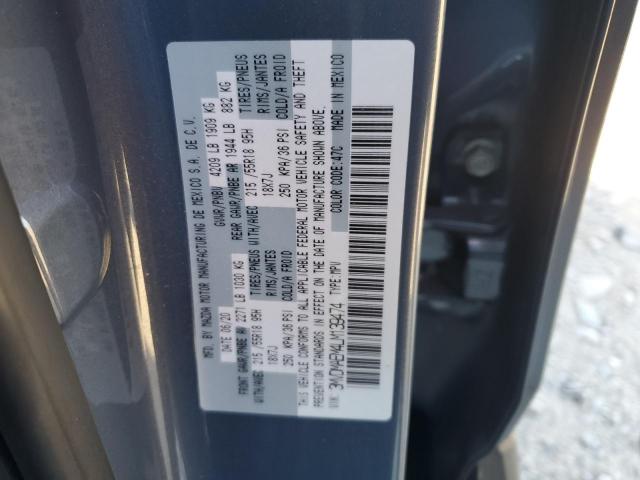 MFD. BY MAZDA MOTOR MANUFACTURING DE MEXICO S.A. DE C.V.
DATE 06/20 GVWR/PNBV 4209 LB 1909 KG
FRONT GAWR/PNBE AV 2271 LB 1030 KG REAR GAWR/PNBE AR 1944 LB 882 KG
WITH/AVEC 215 /55R18 95H TIRES/PNEUS WITH/AVEC 215 /55R18 95H TIRES/PNEUS
18X7J RIMS/JANTES 18X7J RIMS/JANTES
250 KPA/36 PSI COLD/A FROID 250 KPA/36 PSI COLD/A FROID
THIS VEHICLE CONFORMS TO ALL APPLICABLE FEDERAL MOTOR VEHICLE SAFETY AND THEFT
PREVENTION STANDARDS IN EFFECT ON THE DATE OF MANUFACTURE SHOWN ABOVE.
COLOR CODE:47C MADE IN MEXICO
VIN: 3MVDMAEM4LM139474 TYPE:MPV